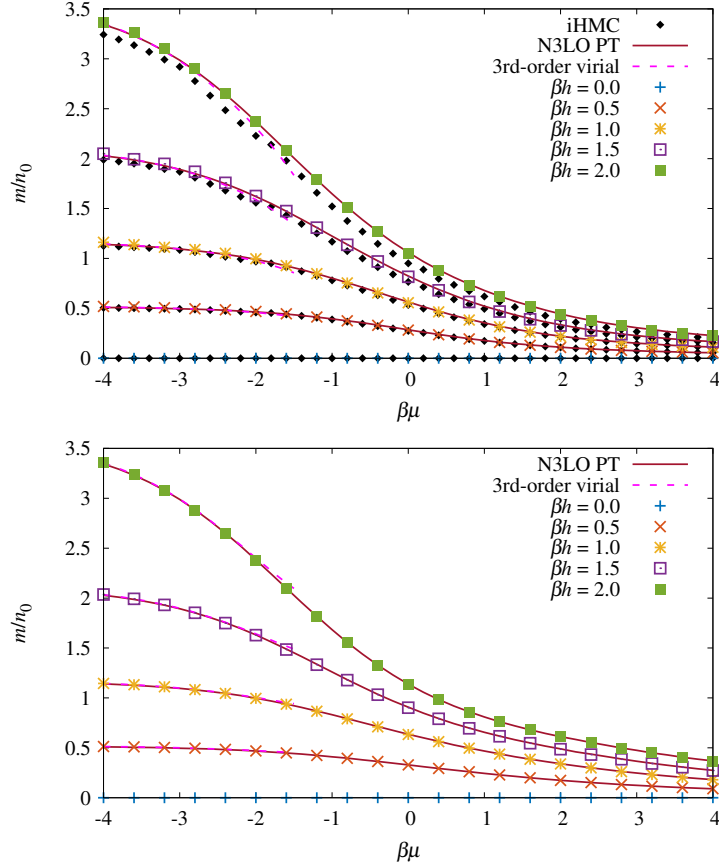 3.5
3
2.5
2
1.5
1
0.5
0
m/n₀
iHMC
N3LO PT
3rd-order virial
βh = 0.0
βh = 0.5
βh = 1.0
βh = 1.5
βh = 2.0
-4 -3 -2 -1 0 1 2 3 4
βμ
3.5
3
2.5
2
1.5
1
0.5
0
m/n₀
N3LO PT
3rd-order virial
βh = 0.0
βh = 0.5
βh = 1.0
βh = 1.5
βh = 2.0
-4 -3 -2 -1 0 1 2 3 4
βμ